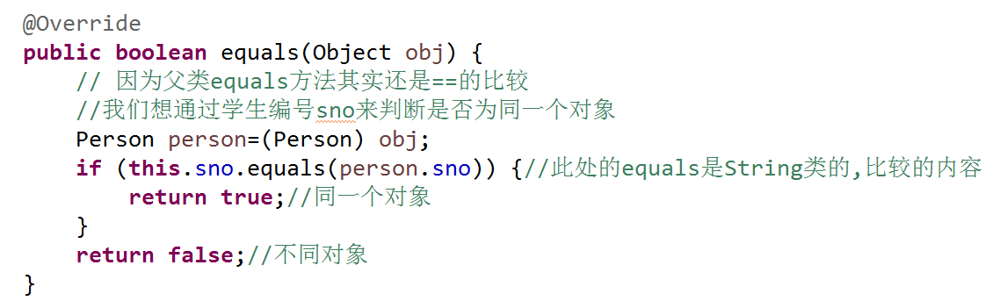 @Override
public boolean equals(Object obj) {
    // 因为父类equals方法其实还是==的比较
    //我们想通过学生编号sno来判断是否为同一个对象
    Person person=(Person) obj;
    if (this.sno.equals(person.sno)) {//此处的equals是String类的,比较的内容
        return true;//同一个对象
    }
    return false;//不同对象
}